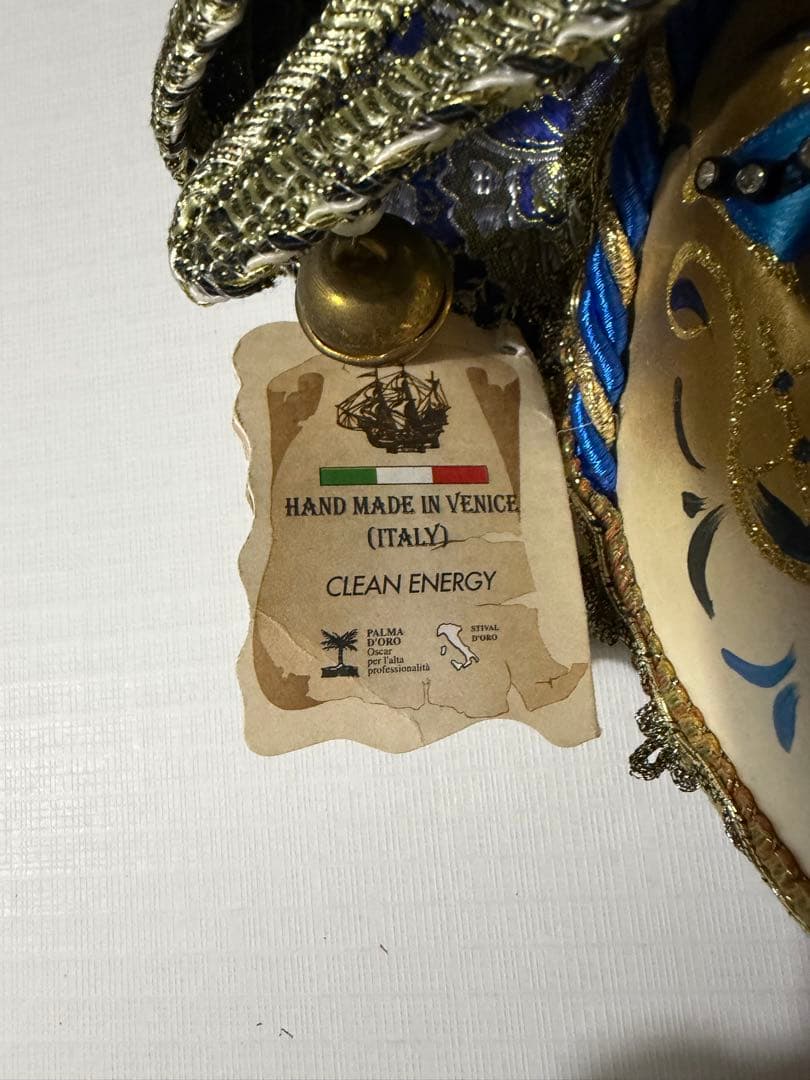 HAND MADE IN VENICE
(ITALY)
CLEAN ENERGY
PALMA
D'ORO
Oscar
per l'alta
professionalità
STIVAL
D'ORO